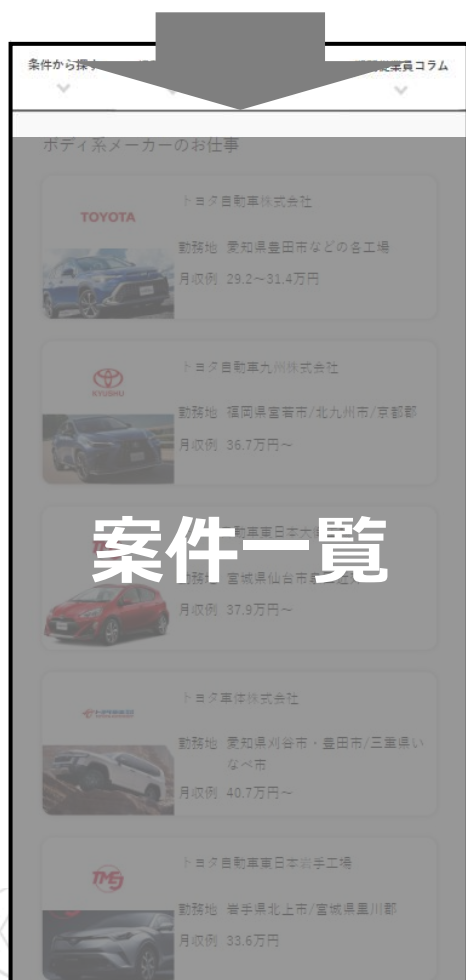 条件から探す
従業員コラム
ボディ系メーカーのお仕事
TOYOTA
トヨタ自動車株式会社
勤務地 愛知県豊田市などの各工場
月収例 29.2～31.4万円
KYUSHU
トヨタ自動車九州株式会社
勤務地 福岡県宮若市/北九州市/京都郡
月収例 36.7万円～
案件一覧
自動車東日本大
勤務地 宮城県仙台市
月収例 37.9万円～
トヨタ車体株式会社
勤務地 愛知県刈谷市・豊田市/三重県い
なべ市
月収例 40.7万円～
TMEJ
トヨタ自動車東日本岩手工場
勤務地 岩手県北上市/宮城県黒川郡
月収例 33.6万円